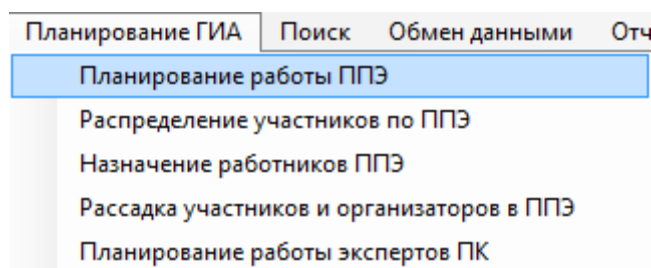 Планирование ГИА Поиск Обмен данными Отч
Планирование работы ППЭ
Распределение участников по ППЭ
Назначение работников ППЭ
Рассадка участников и организаторов в ППЭ
Планирование работы экспертов ПК